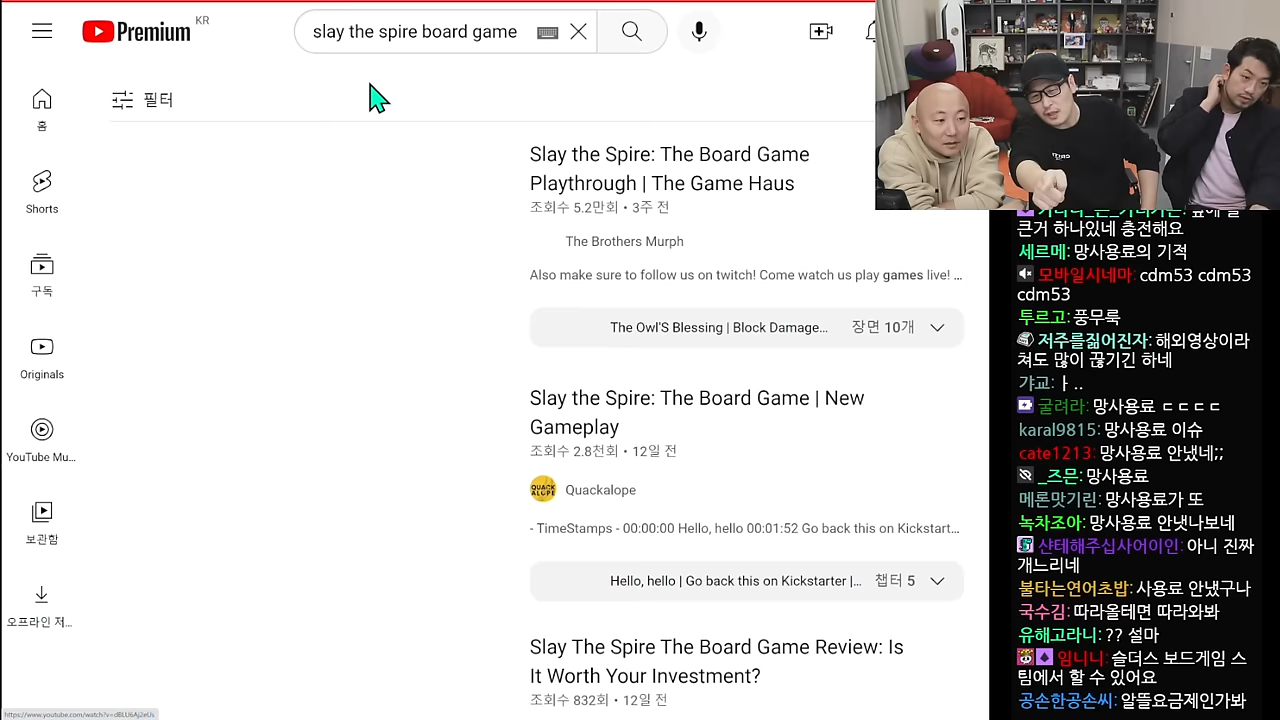 Premium KR
slay the spire board game
필터
홈
Shorts
구독
Originals
YouTube Mu...
보관함
오프라인 저...
Slay the Spire: The Board Game
Playthrough | The Game Haus
조회수 5.2만회 • 3주 전
The Brothers Murph
Also make sure to follow us on twitch! Come watch us play games live! ...
The Owl'S Blessing | Block Damage... 장면 10개
Slay the Spire: The Board Game | New
Gameplay
조회수 2.8천회 • 12일 전
QUACK ALOPE
Quackalope
- TimeStamps - 00:00:00 Hello, hello 00:01:52 Go back this on Kickstart...
Hello, hello | Go back this on Kickstarter |... 챕터 5
Slay The Spire The Board Game Review: Is
It Worth Your Investment?
조회수 832회 • 12일 전
큰거 하나있네 충전해요
세르메: 망사용료의 기적
모바일시네마: cdm53 cdm53
cdm53
투르고: 풍무룩
저주를짊어진자: 해외영상이라
쳐도 많이 끊기긴 하네
갸교: ㅏ ..
굴려라: 망사용료 ㄷㄷㄷㄷ
karal9815: 망사용료 이슈
cate1213: 망사용료 안냈네;;
_즈믄: 망사용료
메론맛기린: 망사용료가 또
녹차조아: 망사용료 안냇나보네
샨테해주십사어이인: 아니 진짜
개느리네
불타는연어초밥: 사용료 안냈구나
국수김: 따라올테면 따라와봐
유해고라니: ?? 설마
임니니: 슬더스 보드게임 스
팀에서 할 수 있어요
공손한공손씨: 알뜰요금제인가봐